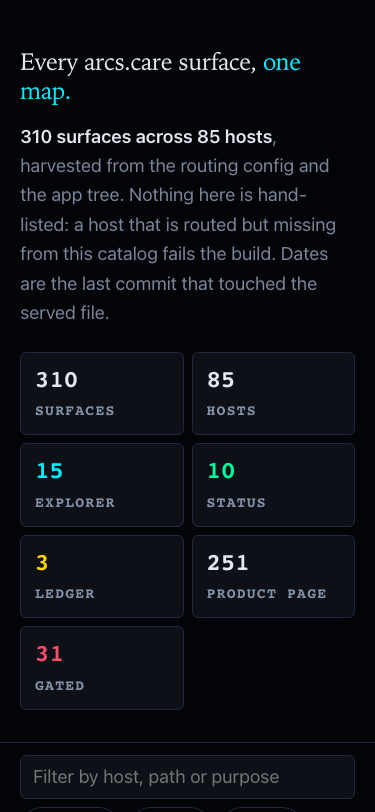 Every arcs.care surface, one
map.
310 surfaces across 85 hosts,
harvested from the routing config and
the app tree. Nothing here is hand-
listed: a host that is routed but missing
from this catalog fails the build. Dates
are the last commit that touched the
served file.
310
SURFACES
85
HOSTS
15
EXPLORER
10
STATUS
3
LEDGER
251
PRODUCT PAGE
31
GATED
Filter by host, path or purpose